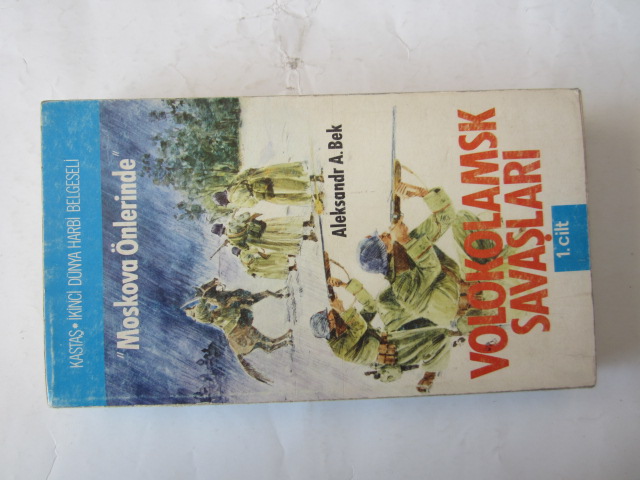 KASTAŞ • İKİNCİ DÜNYA HARBİ BELGESELİ
"Moskova Önlerinde"
Aleksandr A. Bek
VOLOKOLAMSK
SAVAŞLARI
1. cilt